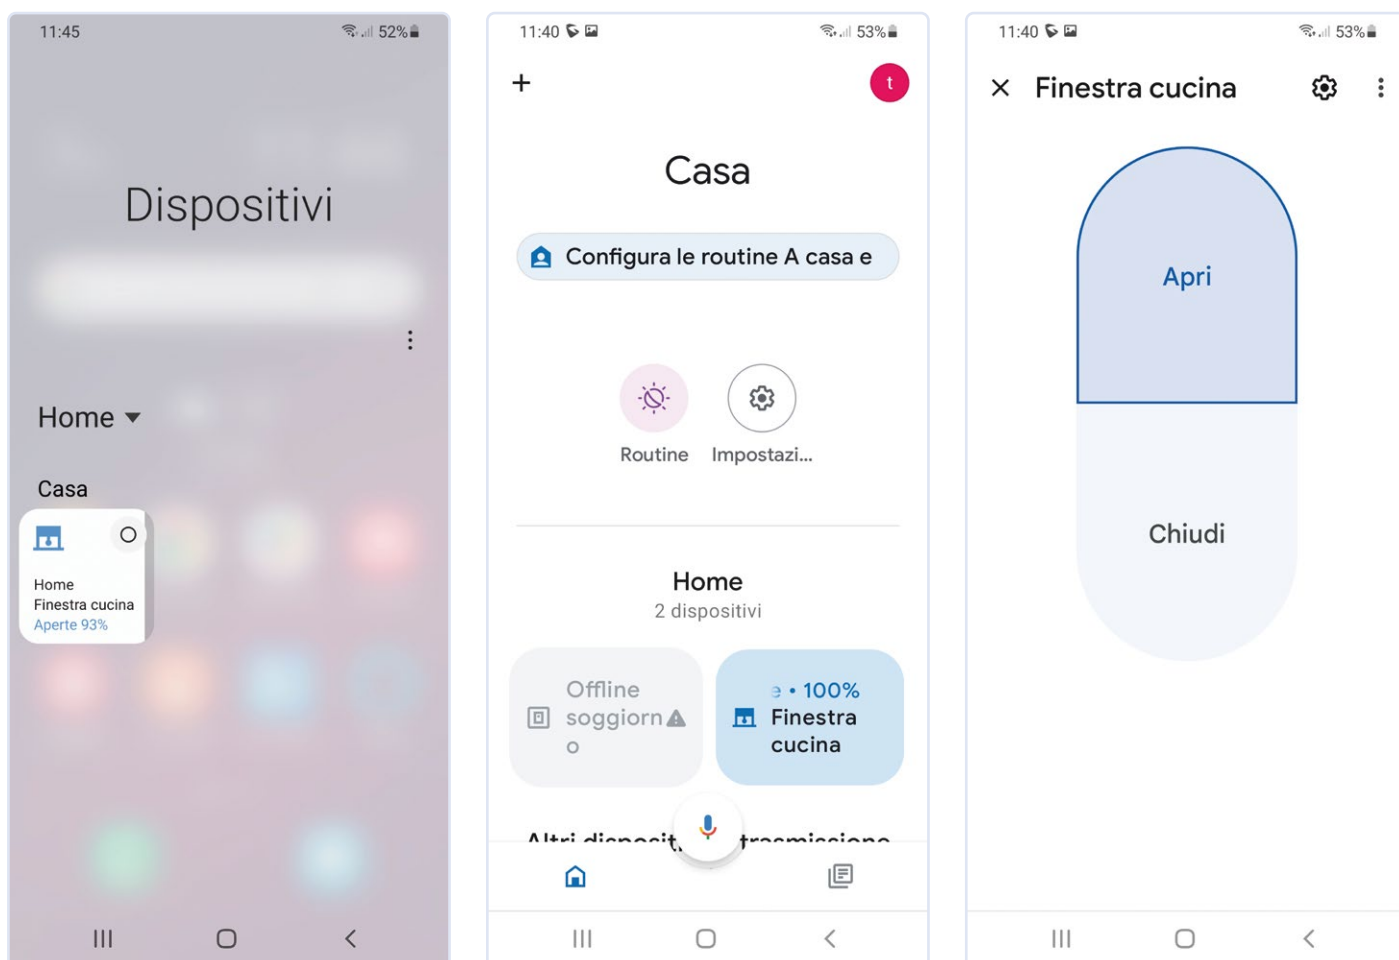 11:45
52%
Dispositivi
Home
Casa
Home
Finestra cucina
Aperte 93%
11:40
53%
+
t
Casa
Configura le routine A casa e
Routine
Impostazi...
Home
2 dispositivi
Offline
soggiorn
o
e • 100%
Finestra
cucina
11:40
53%
Finestra cucina
Apri
Chiudi